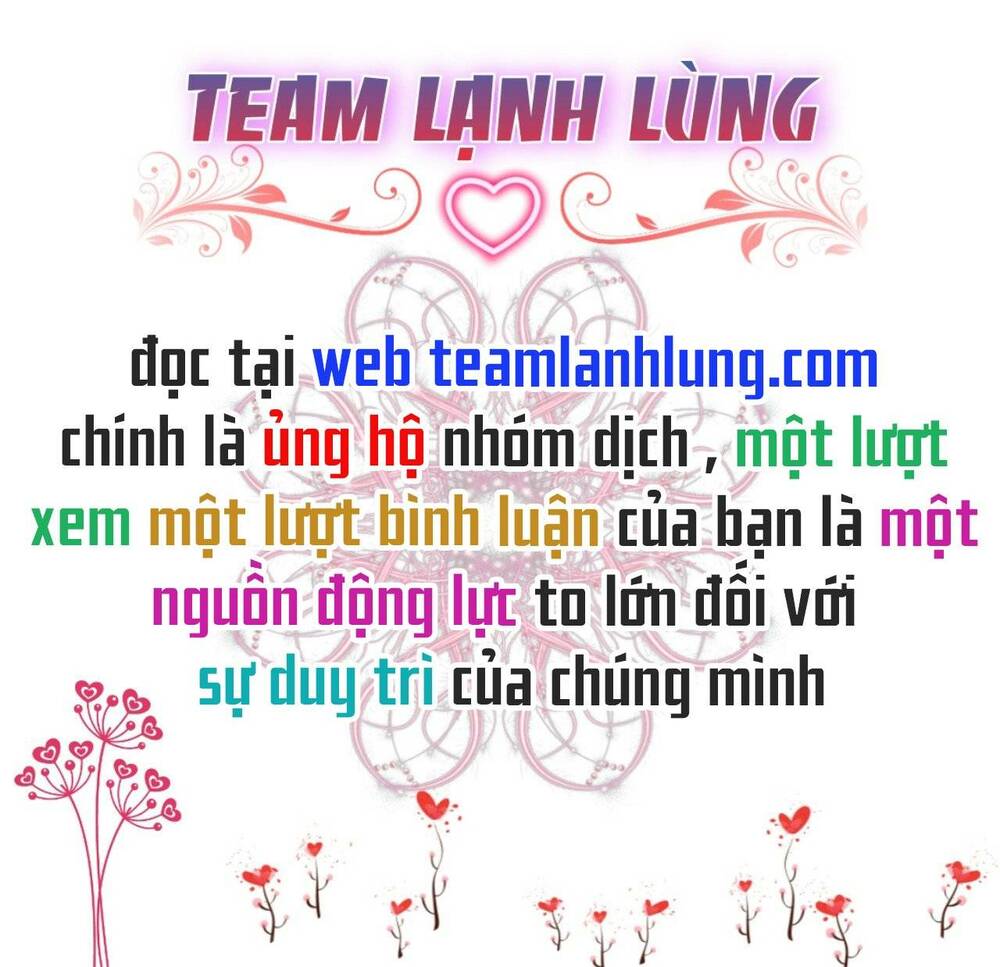 TEAM LẠNH LÙNG
đọc tại web teamlanhlung.com
chính là ủng hộ nhóm dịch , một lượt
xem một lượt bình luận của bạn là một
nguồn động lực to lớn đối với
sự duy trì của chúng mình